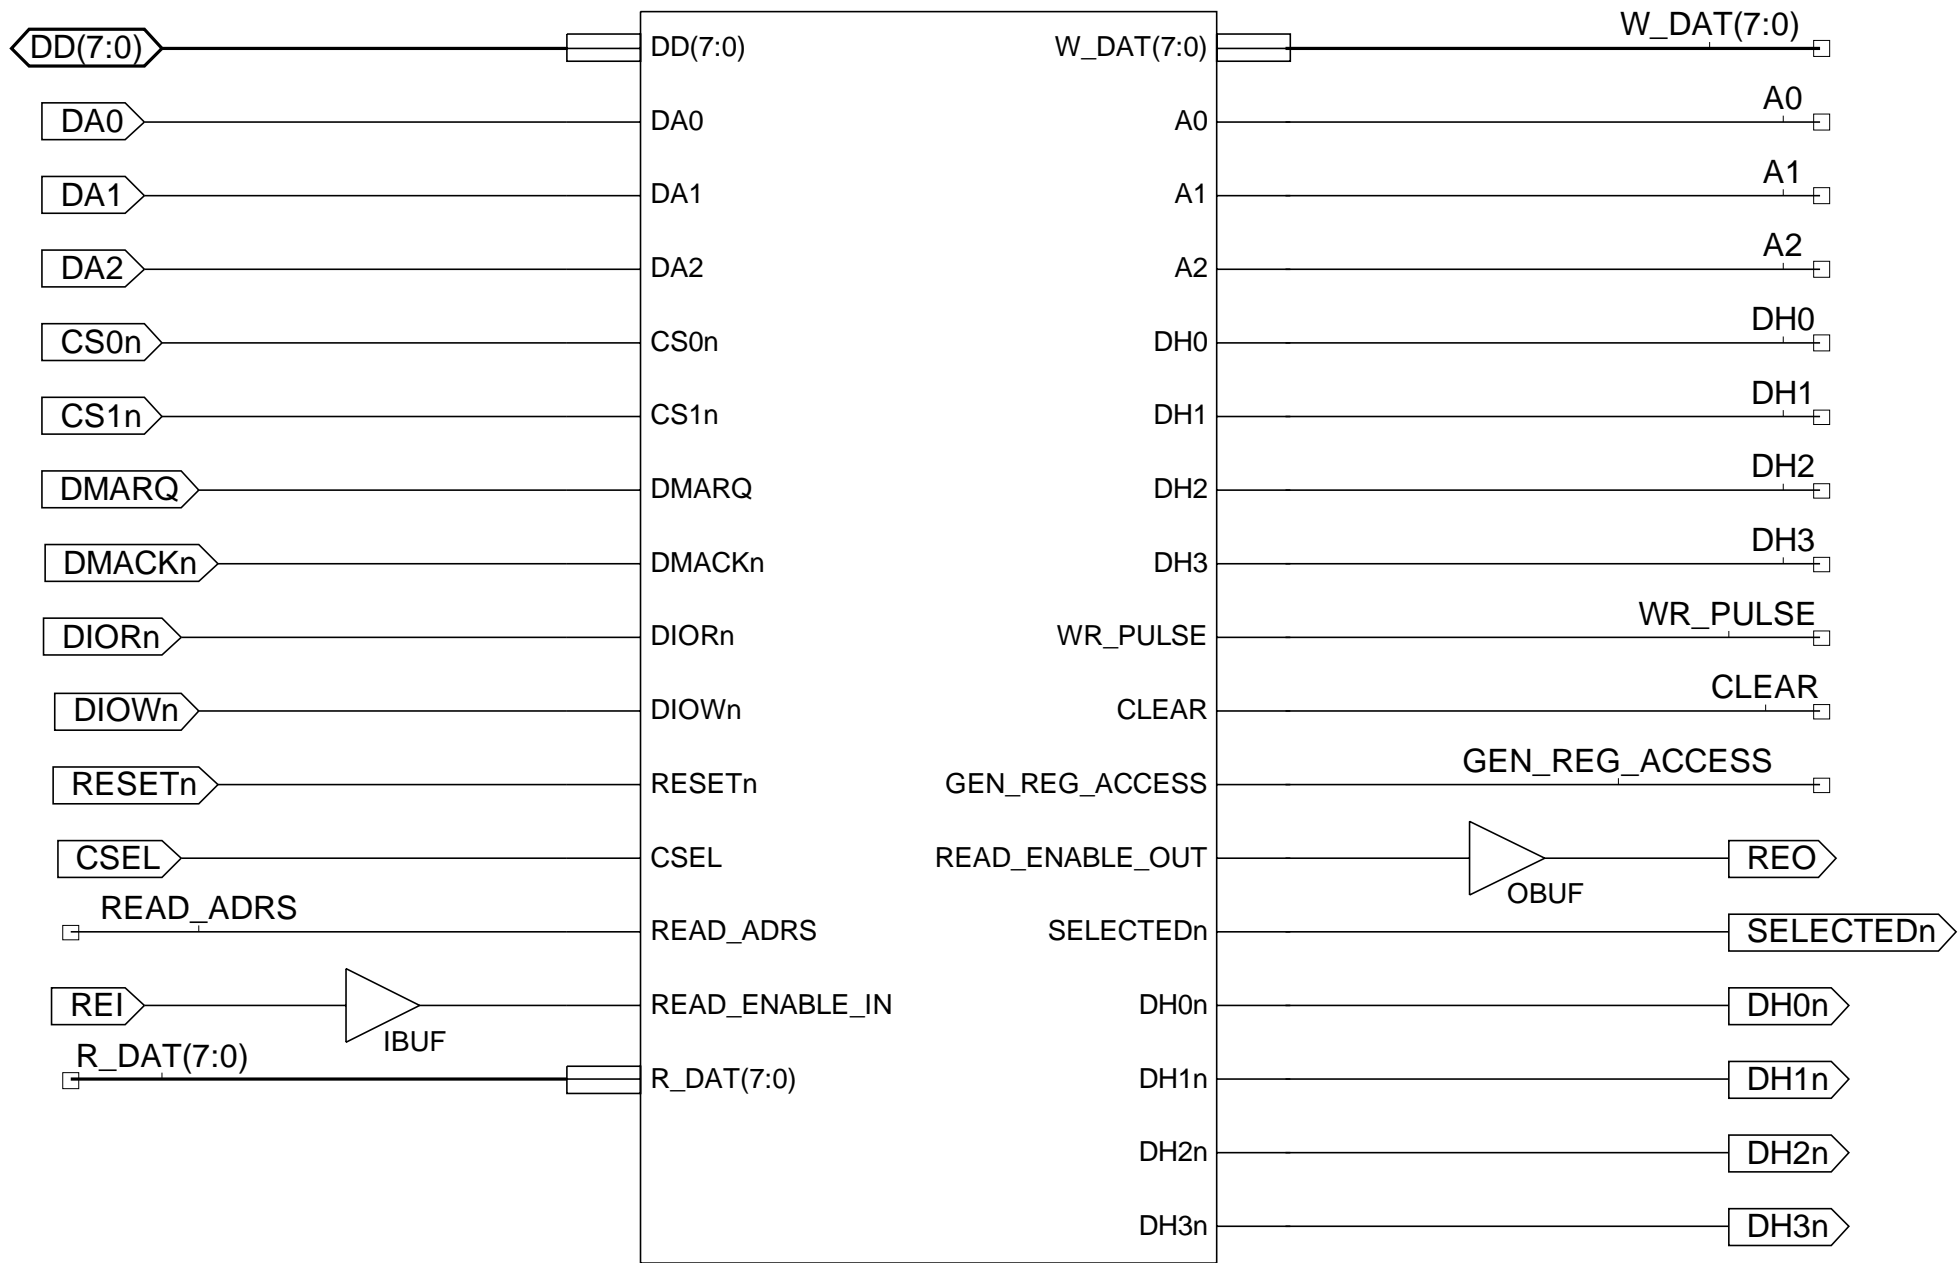 W_DAT(7:0)
DD(7:0) DD(7:0) W_DAT(7:0)
A0
DA0 DA0 A0
A1
DA1 DA1 A1
A2
DA2 DA2 A2
DH0
CS0n CS0n DH0
DH1
CS1n CS1n DH1
DH2
DMARQ DMARQ DH2
DH3
DMACKn DMACKn DH3
WR_PULSE
DIORn DIORn WR_PULSE
CLEAR
DIOWn DIOWn CLEAR
GEN_REG_ACCESS
RESETn RESETn GEN_REG_ACCESS
CSEL CSEL READ_ENABLE_OUT REO
OBUF
READ_ADRS
READ_ADRS SELECTEDn SELECTEDn
REI READ_ENABLE_IN DH0n DH0n
IBUF
R_DAT(7:0)
R_DAT(7:0) DH1n DH1n
DH2n DH2n
DH3n DH3n